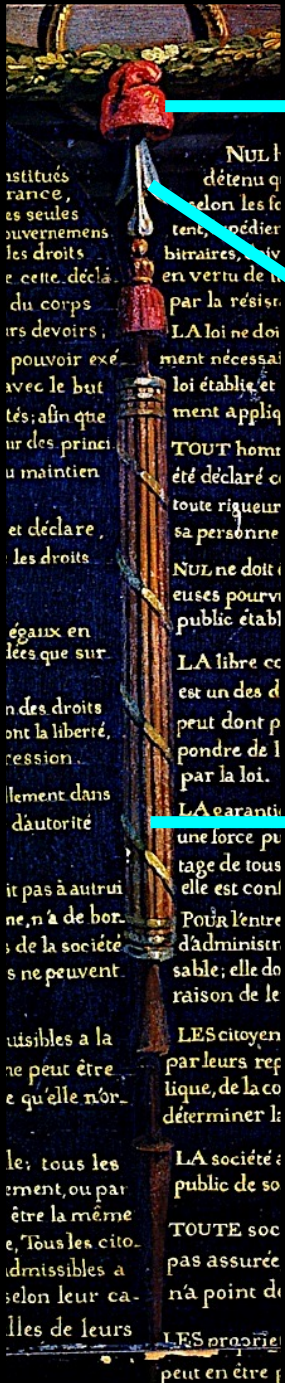 nstitués
rance,
es seules
ouvernemens
les droits
e cette décla
du corps
rs devoirs;
pouvoir exé
avec le but
tés; afin que
ur des princi
u maintien
et déclare,
les droits
égaux en
dées que sur
n des droits
ont la liberté,
ression.
llement dans
d'autorité
it pas à autrui
ne, n'a de bor-
s de la société
s ne peuvent
uisibles a la
ne peut être
e qu'elle n'or-
le; tous les
ement, ou par
être la même
e, Tous les cito-
dmissibles a
selon leur ca-
lles de leurs
NUL h
détenu q
selon les fo
tent, expédier
bitraires, doiv
en vertu de l
par la résist
LA loi ne doi
ment nécessai
loi établie et
ment appliq
TOUT homm
été déclaré c
toute rigueur
sa personne
NUL ne doit
euses pourv
public établ
LA libre co
est un des d
peut dont p
pondre de l
par la loi.
LA garantie
une force pu
tage de tous
elle est conf
POUR l'entre
d'administr
sable; elle do
raison de le
LES citoyen
par leurs rep
lique, de la co
déterminer la
LA société a
public de so
TOUTE soc
pas assurée
n'a point de
LES proprié
peut en être p